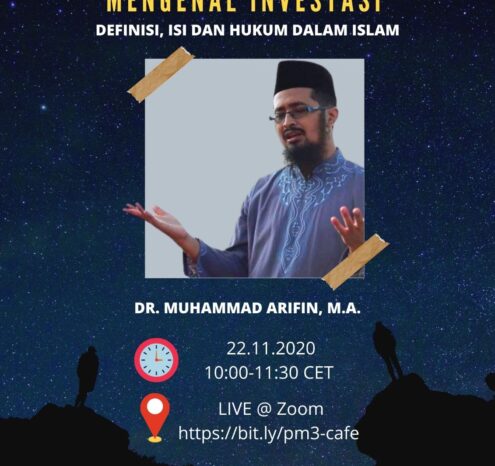 MENGENAL INVESTASI
DEFINISI, ISI DAN HUKUM DALAM ISLAM
DR. MUHAMMAD ARIFIN, M.A.
22.11.2020
10:00-11:30 CET
LIVE @ Zoom
https://bit.ly/pm3-cafe